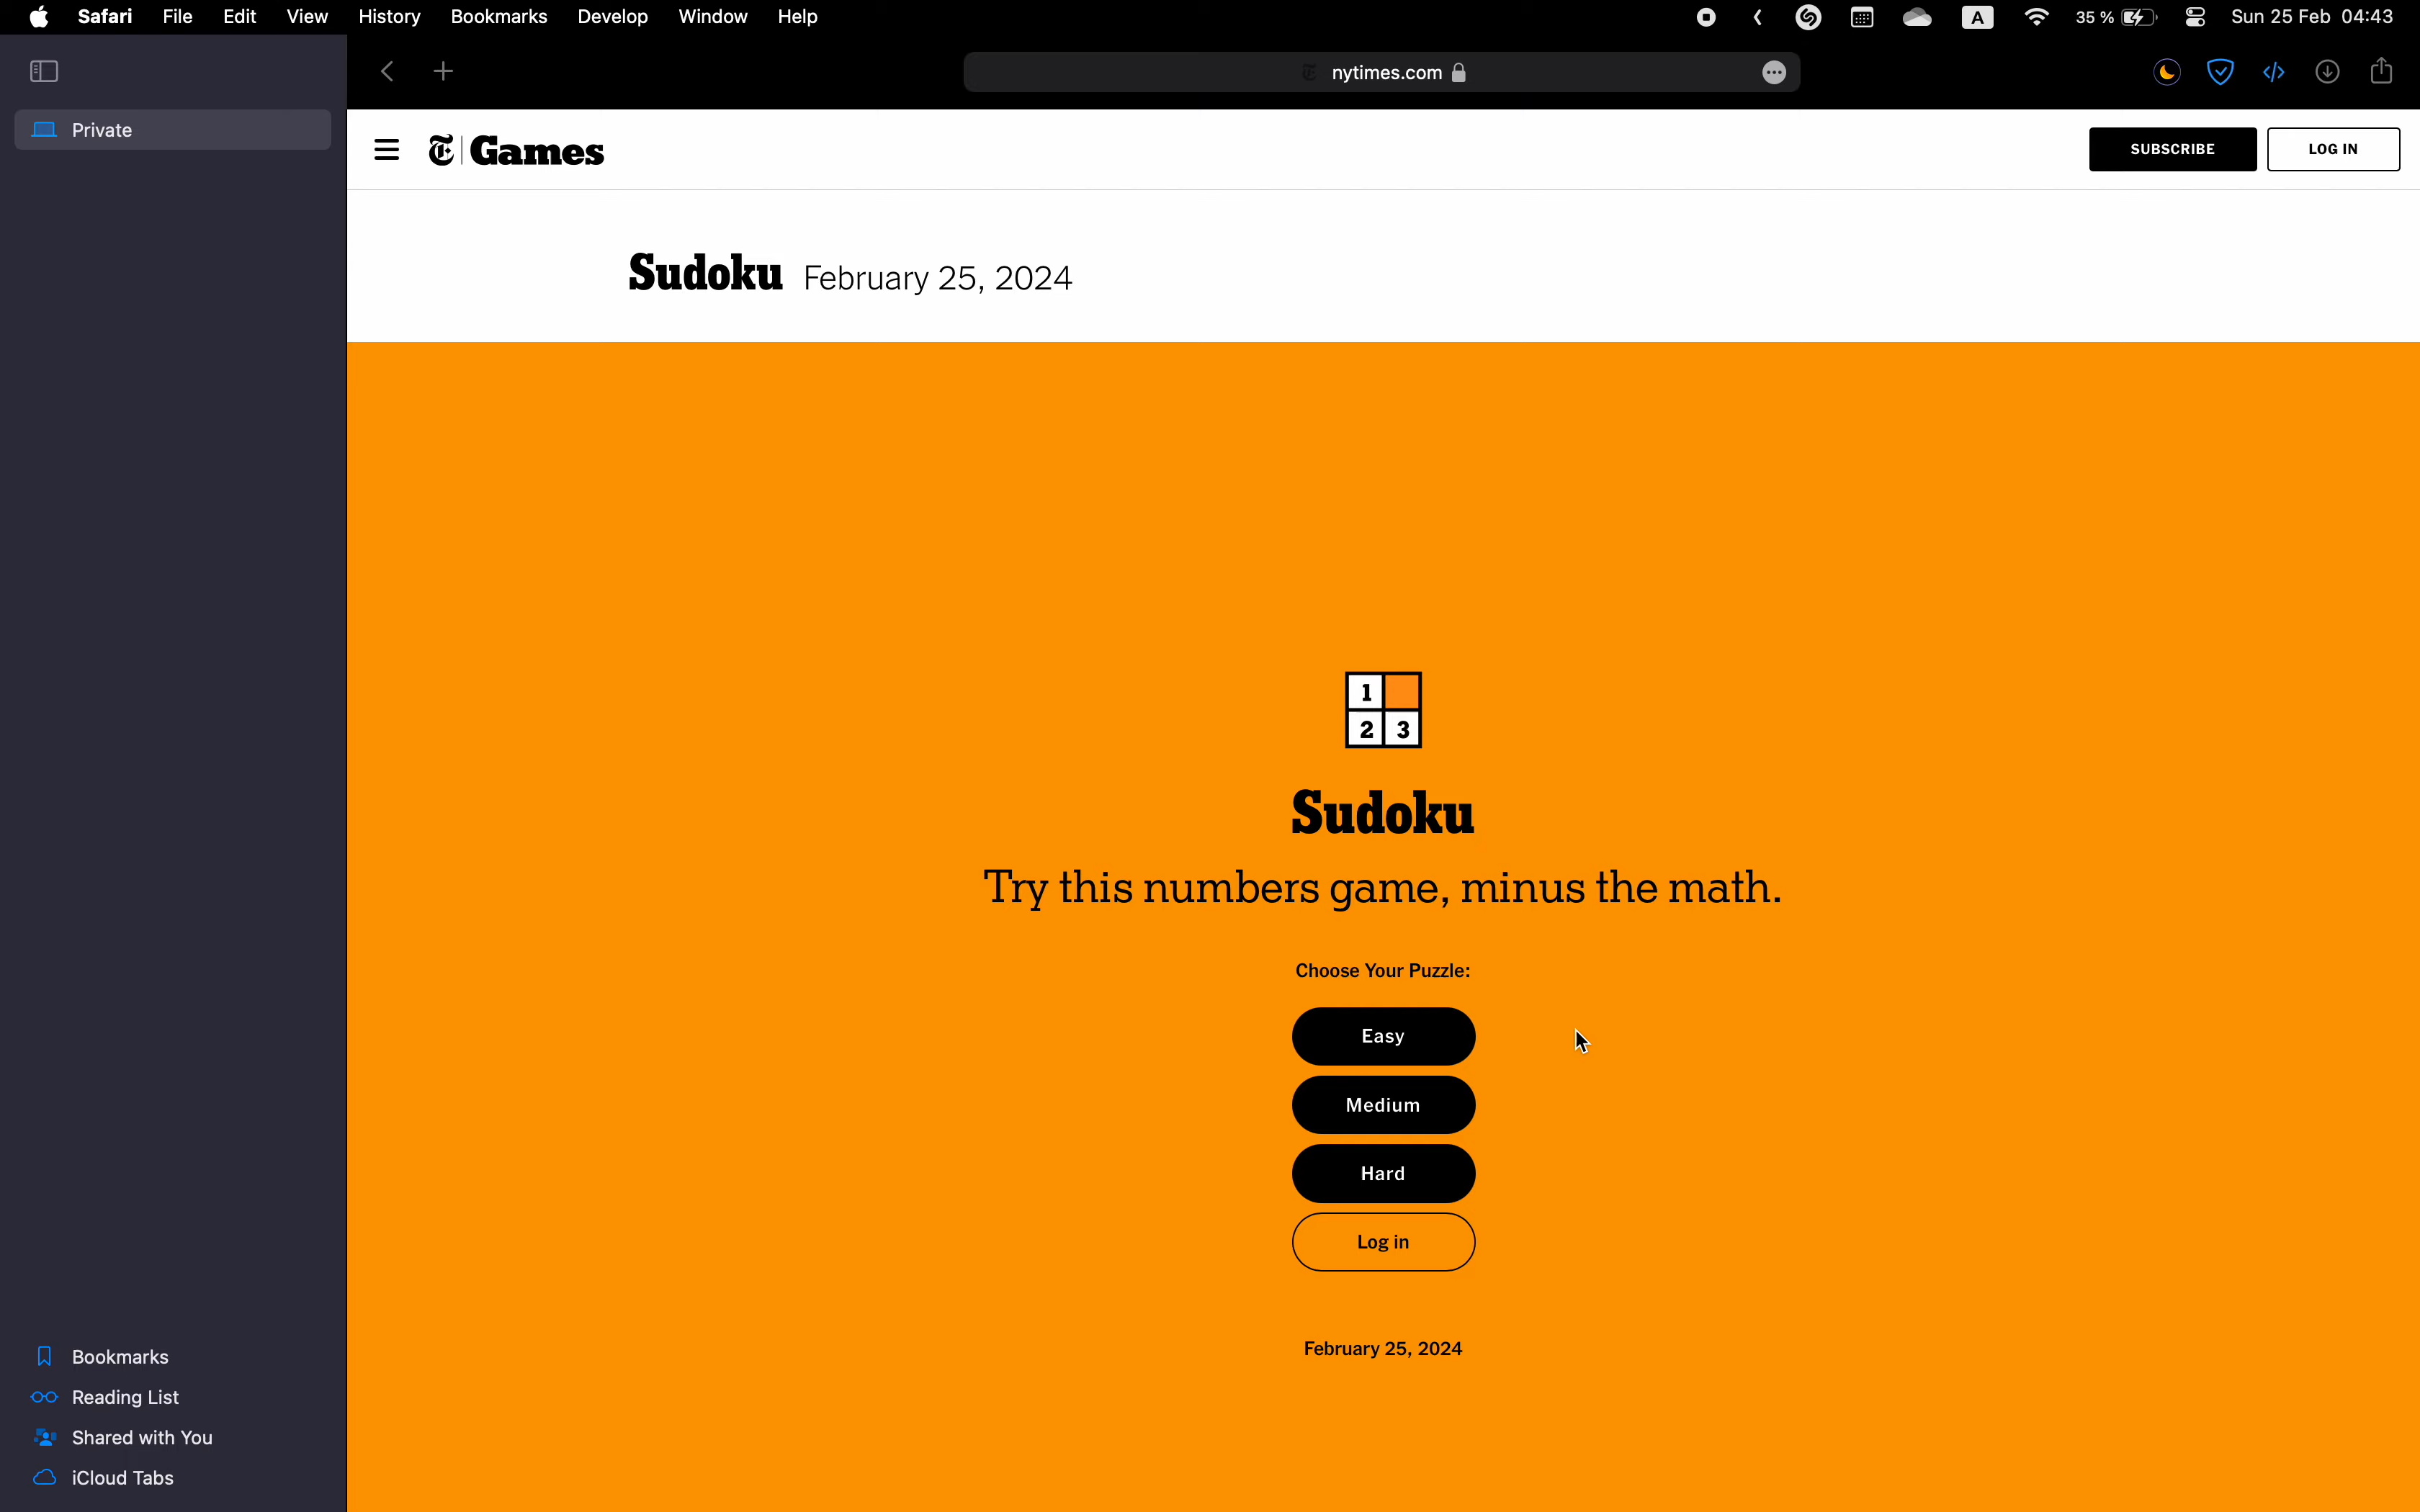 Safari File Edit View History Bookmarks Develop Window Help A 35 % Sun 25 Feb 04:43
nytimes.com
Private
T Games SUBSCRIBE LOG IN
Sudoku February 25, 2024
1
2 3
Sudoku
Try this numbers game, minus the math.
Choose Your Puzzle:
Easy
Medium
Hard
Log in
February 25, 2024
Bookmarks
Reading List
Shared with You
iCloud Tabs